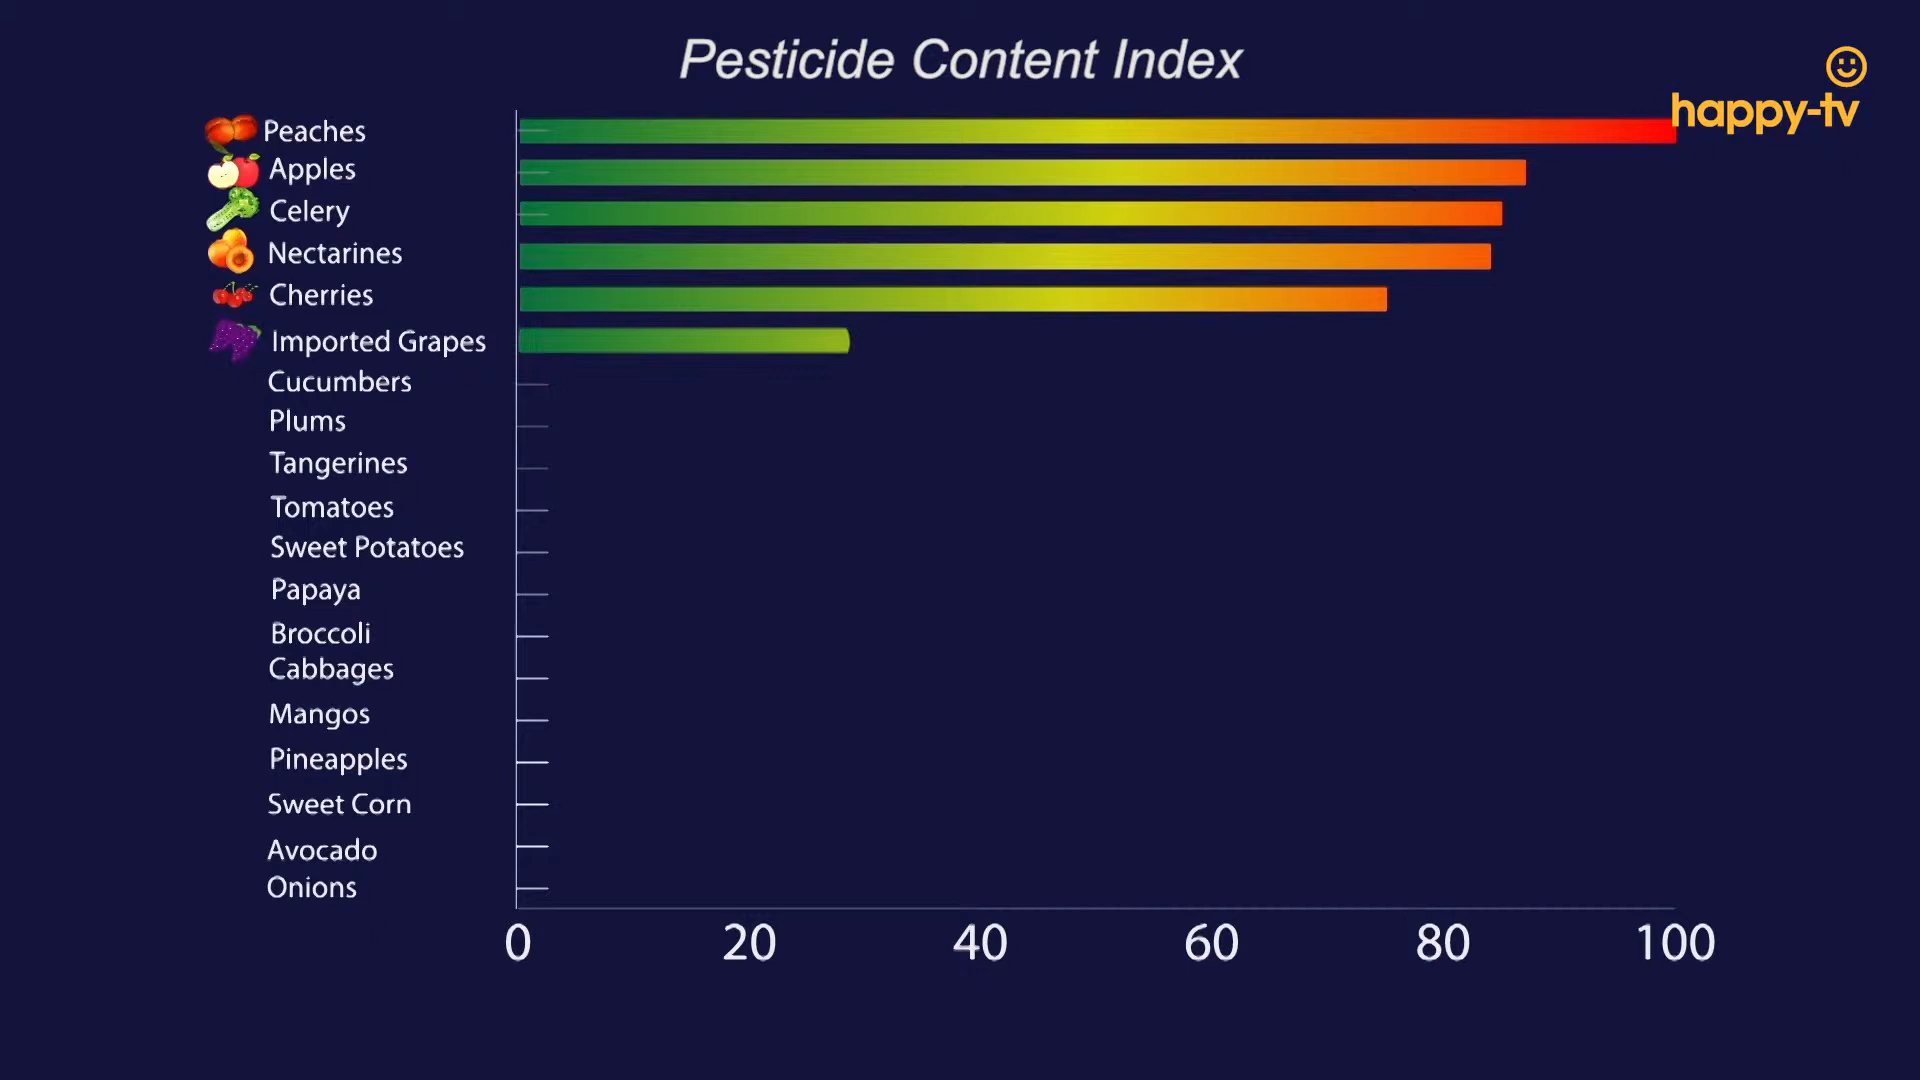 Pesticide Content Index
happy-tv
Peaches
Apples
Celery
Nectarines
Cherries
Imported Grapes
Cucumbers
Plums
Tangerines
Tomatoes
Sweet Potatoes
Papaya
Broccoli
Cabbages
Mangos
Pineapples
Sweet Corn
Avocado
Onions
0 20 40 60 80 100